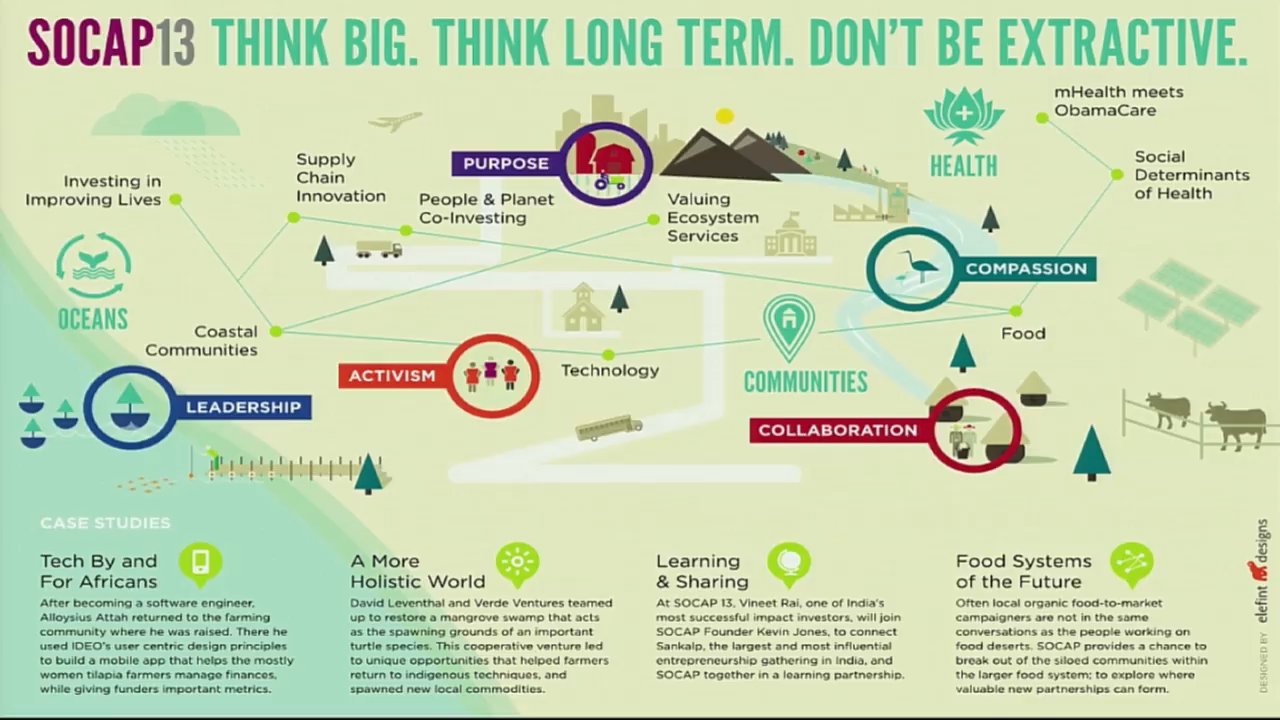 SOCAP13 THINK BIG. THINK LONG TERM. DON'T BE EXTRACTIVE.
mHealth meets
ObamaCare
HEALTH
Social
Determinants
of Health
Supply
Chain
Innovation
PURPOSE
Investing in
Improving Lives
People & Planet
Co-Investing
Valuing
Ecosystem
Services
COMPASSION
OCEANS
Coastal
Communities
Food
ACTIVISM
Technology
COMMUNITIES
LEADERSHIP
COLLABORATION
CASE STUDIES
Tech By and
For Africans
After becoming a software engineer,
Alloysius Attah returned to the farming
community where he was raised. There he
used IDEO's user centric design principles
to build a mobile app that helps the mostly
women tilapia farmers manage finances,
while giving funders important metrics.
A More
Holistic World
David Leventhal and Verde Ventures teamed
up to restore a mangrove swamp that acts
as the spawning grounds of an important
turtle species. This cooperative venture led
to unique opportunities that helped farmers
return to indigenous techniques, and
spawned new local commodities.
Learning
& Sharing
At SOCAP 13, Vineet Rai, one of India's
most successful impact investors, will join
SOCAP Founder Kevin Jones, to connect
Sankalp, the largest and most influential
entrepreneurship gathering in India, and
SOCAP together in a learning partnership.
Food Systems
of the Future
Often local organic food-to-market
campaigners are not in the same
conversations as the people working on
food deserts. SOCAP provides a chance to
break out of the siloed communities within
the larger food system; to explore where
valuable new partnerships can form.
DESIGNED BY elefint designs